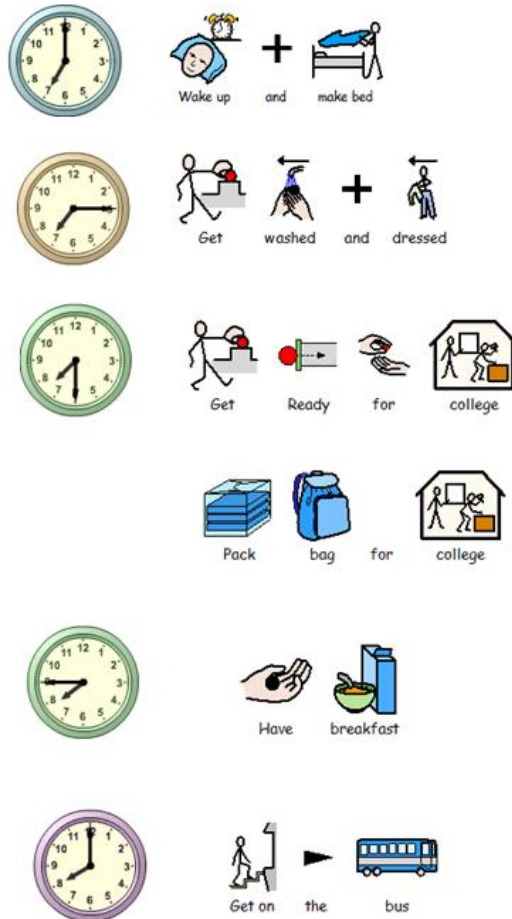 Wake up and make bed
Get washed and dressed
Get Ready for college
Pack bag for college
Have breakfast
Get on the bus